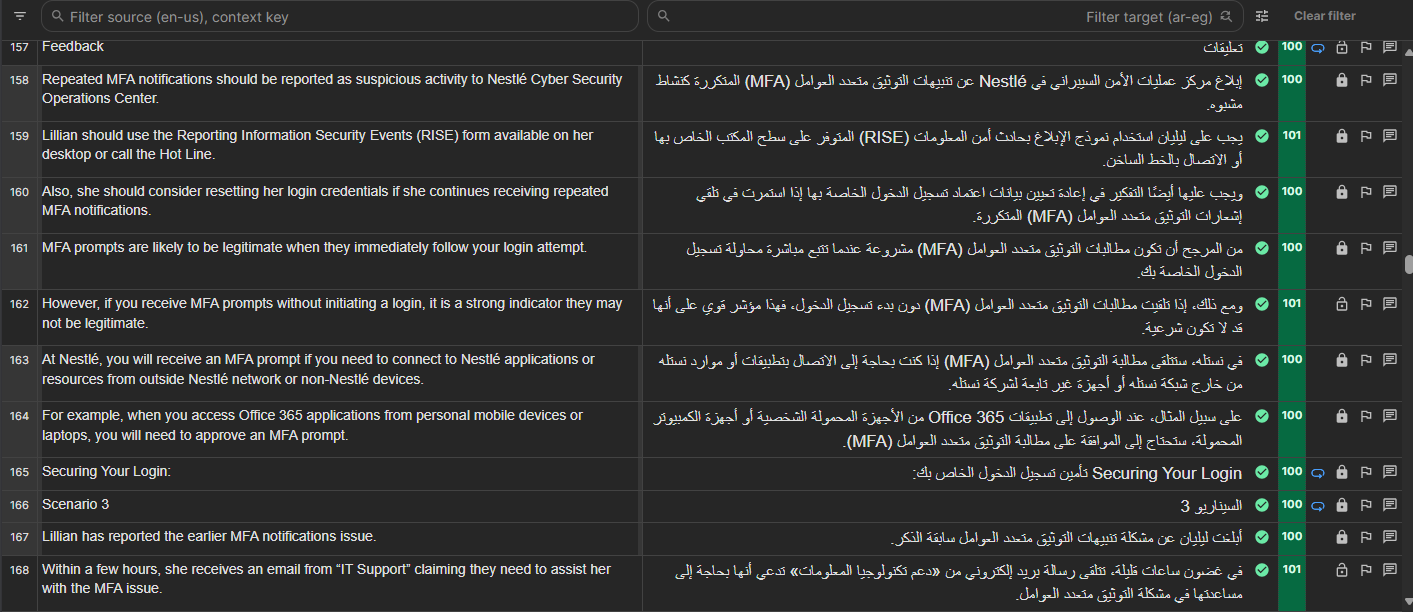 Filter source (en-us), context key
Filter target (ar-eg)
Clear filter
157
Feedback
تعليقات
100
158
Repeated MFA notifications should be reported as suspicious activity to Nestlé Cyber Security
Operations Center.
إبلاغ مركز عمليات الأمن السيبراني في Nestlé عن تنبيهات التوثيق متعدد العوامل (MFA) المتكررة كنشاط
مشبوه.
100
159
Lillian should use the Reporting Information Security Events (RISE) form available on her
desktop or call the Hot Line.
يجب على ليليان استخدام نموذج الإبلاغ بحادث أمن المعلومات (RISE) المتوفر على سطح المكتب الخاص بها
أو الاتصال بالخط الساخن.
101
160
Also, she should consider resetting her login credentials if she continues receiving repeated
MFA notifications.
ويجب عليها أيضًا التفكير في إعادة تعيين بيانات اعتماد تسجيل الدخول الخاصة بها إذا استمرت في تلقي
إشعارات التوثيق متعدد العوامل (MFA) المتكررة.
100
161
MFA prompts are likely to be legitimate when they immediately follow your login attempt.
من المرجح أن تكون مطالبات التوثيق متعدد العوامل (MFA) مشروعة عندما تتبع مباشرة محاولة تسجيل
الدخول الخاصة بك.
100
162
However, if you receive MFA prompts without initiating a login, it is a strong indicator they may
not be legitimate.
ومع ذلك، إذا تلقيت مطالبات التوثيق متعدد العوامل (MFA) دون بدء تسجيل الدخول، فهذا مؤشر قوي على أنها
قد لا تكون شرعية.
101
163
At Nestlé, you will receive an MFA prompt if you need to connect to Nestlé applications or
resources from outside Nestlé network or non-Nestlé devices.
في نستله، ستتلقى مطالبة التوثيق متعدد العوامل (MFA) إذا كنت بحاجة إلى الاتصال بتطبيقات أو موارد نستله
من خارج شبكة نستله أو أجهزة غير تابعة لشركة نستله.
100
164
For example, when you access Office 365 applications from personal mobile devices or
laptops, you will need to approve an MFA prompt.
على سبيل المثال، عند الوصول إلى تطبيقات Office 365 من الأجهزة المحمولة الشخصية أو أجهزة الكمبيوتر
المحمولة، ستحتاج إلى الموافقة على مطالبة التوثيق متعدد العوامل (MFA).
100
165
Securing Your Login:
Securing Your Login تأمين تسجيل الدخول الخاص بك:
100
166
Scenario 3
السيناريو 3
100
167
Lillian has reported the earlier MFA notifications issue.
أبلغت ليليان عن مشكلة تنبيهات التوثيق متعدد العوامل سابقة الذكر.
100
168
Within a few hours, she receives an email from “IT Support” claiming they need to assist her
with the MFA issue.
في غضون ساعات قليلة، تتلقى رسالة بريد إلكتروني من «دعم تكنولوجيا المعلومات» تدعي أنها بحاجة إلى
مساعدتها في مشكلة التوثيق متعدد العوامل.
101